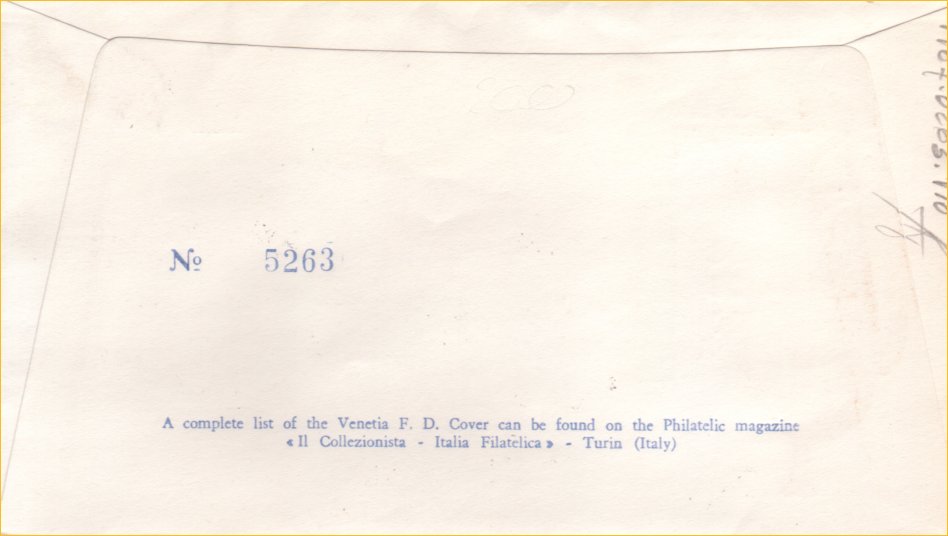 Nº 5263
A complete list of the Venetia F. D. Cover can be found on the Philatelic magazine
« Il Collezionista - Italia Filatelica » - Turin (Italy)